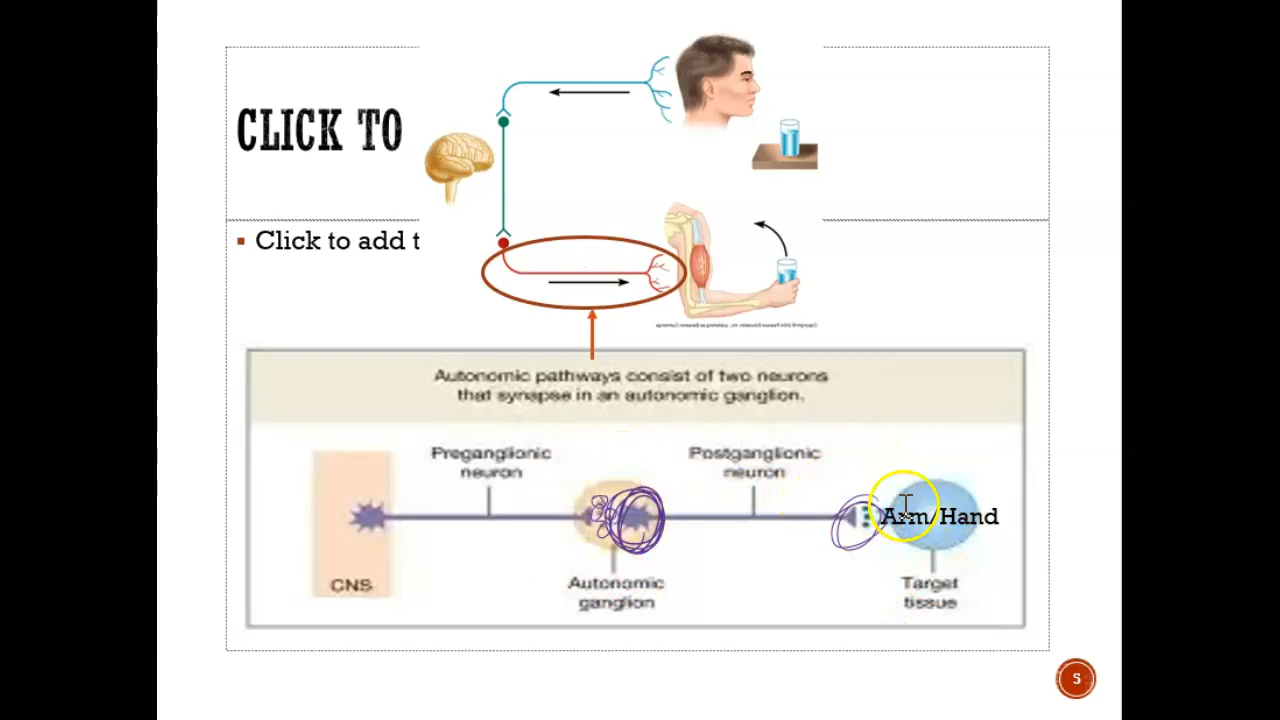 CLICK TO
Click to add t
Autonomic pathways consist of two neurons
that synapse in an autonomic ganglion.
Preganglionic
neuron
Postganglionic
neuron
Arm/Hand
CNS
Autonomic
ganglion
Target
tissue
5